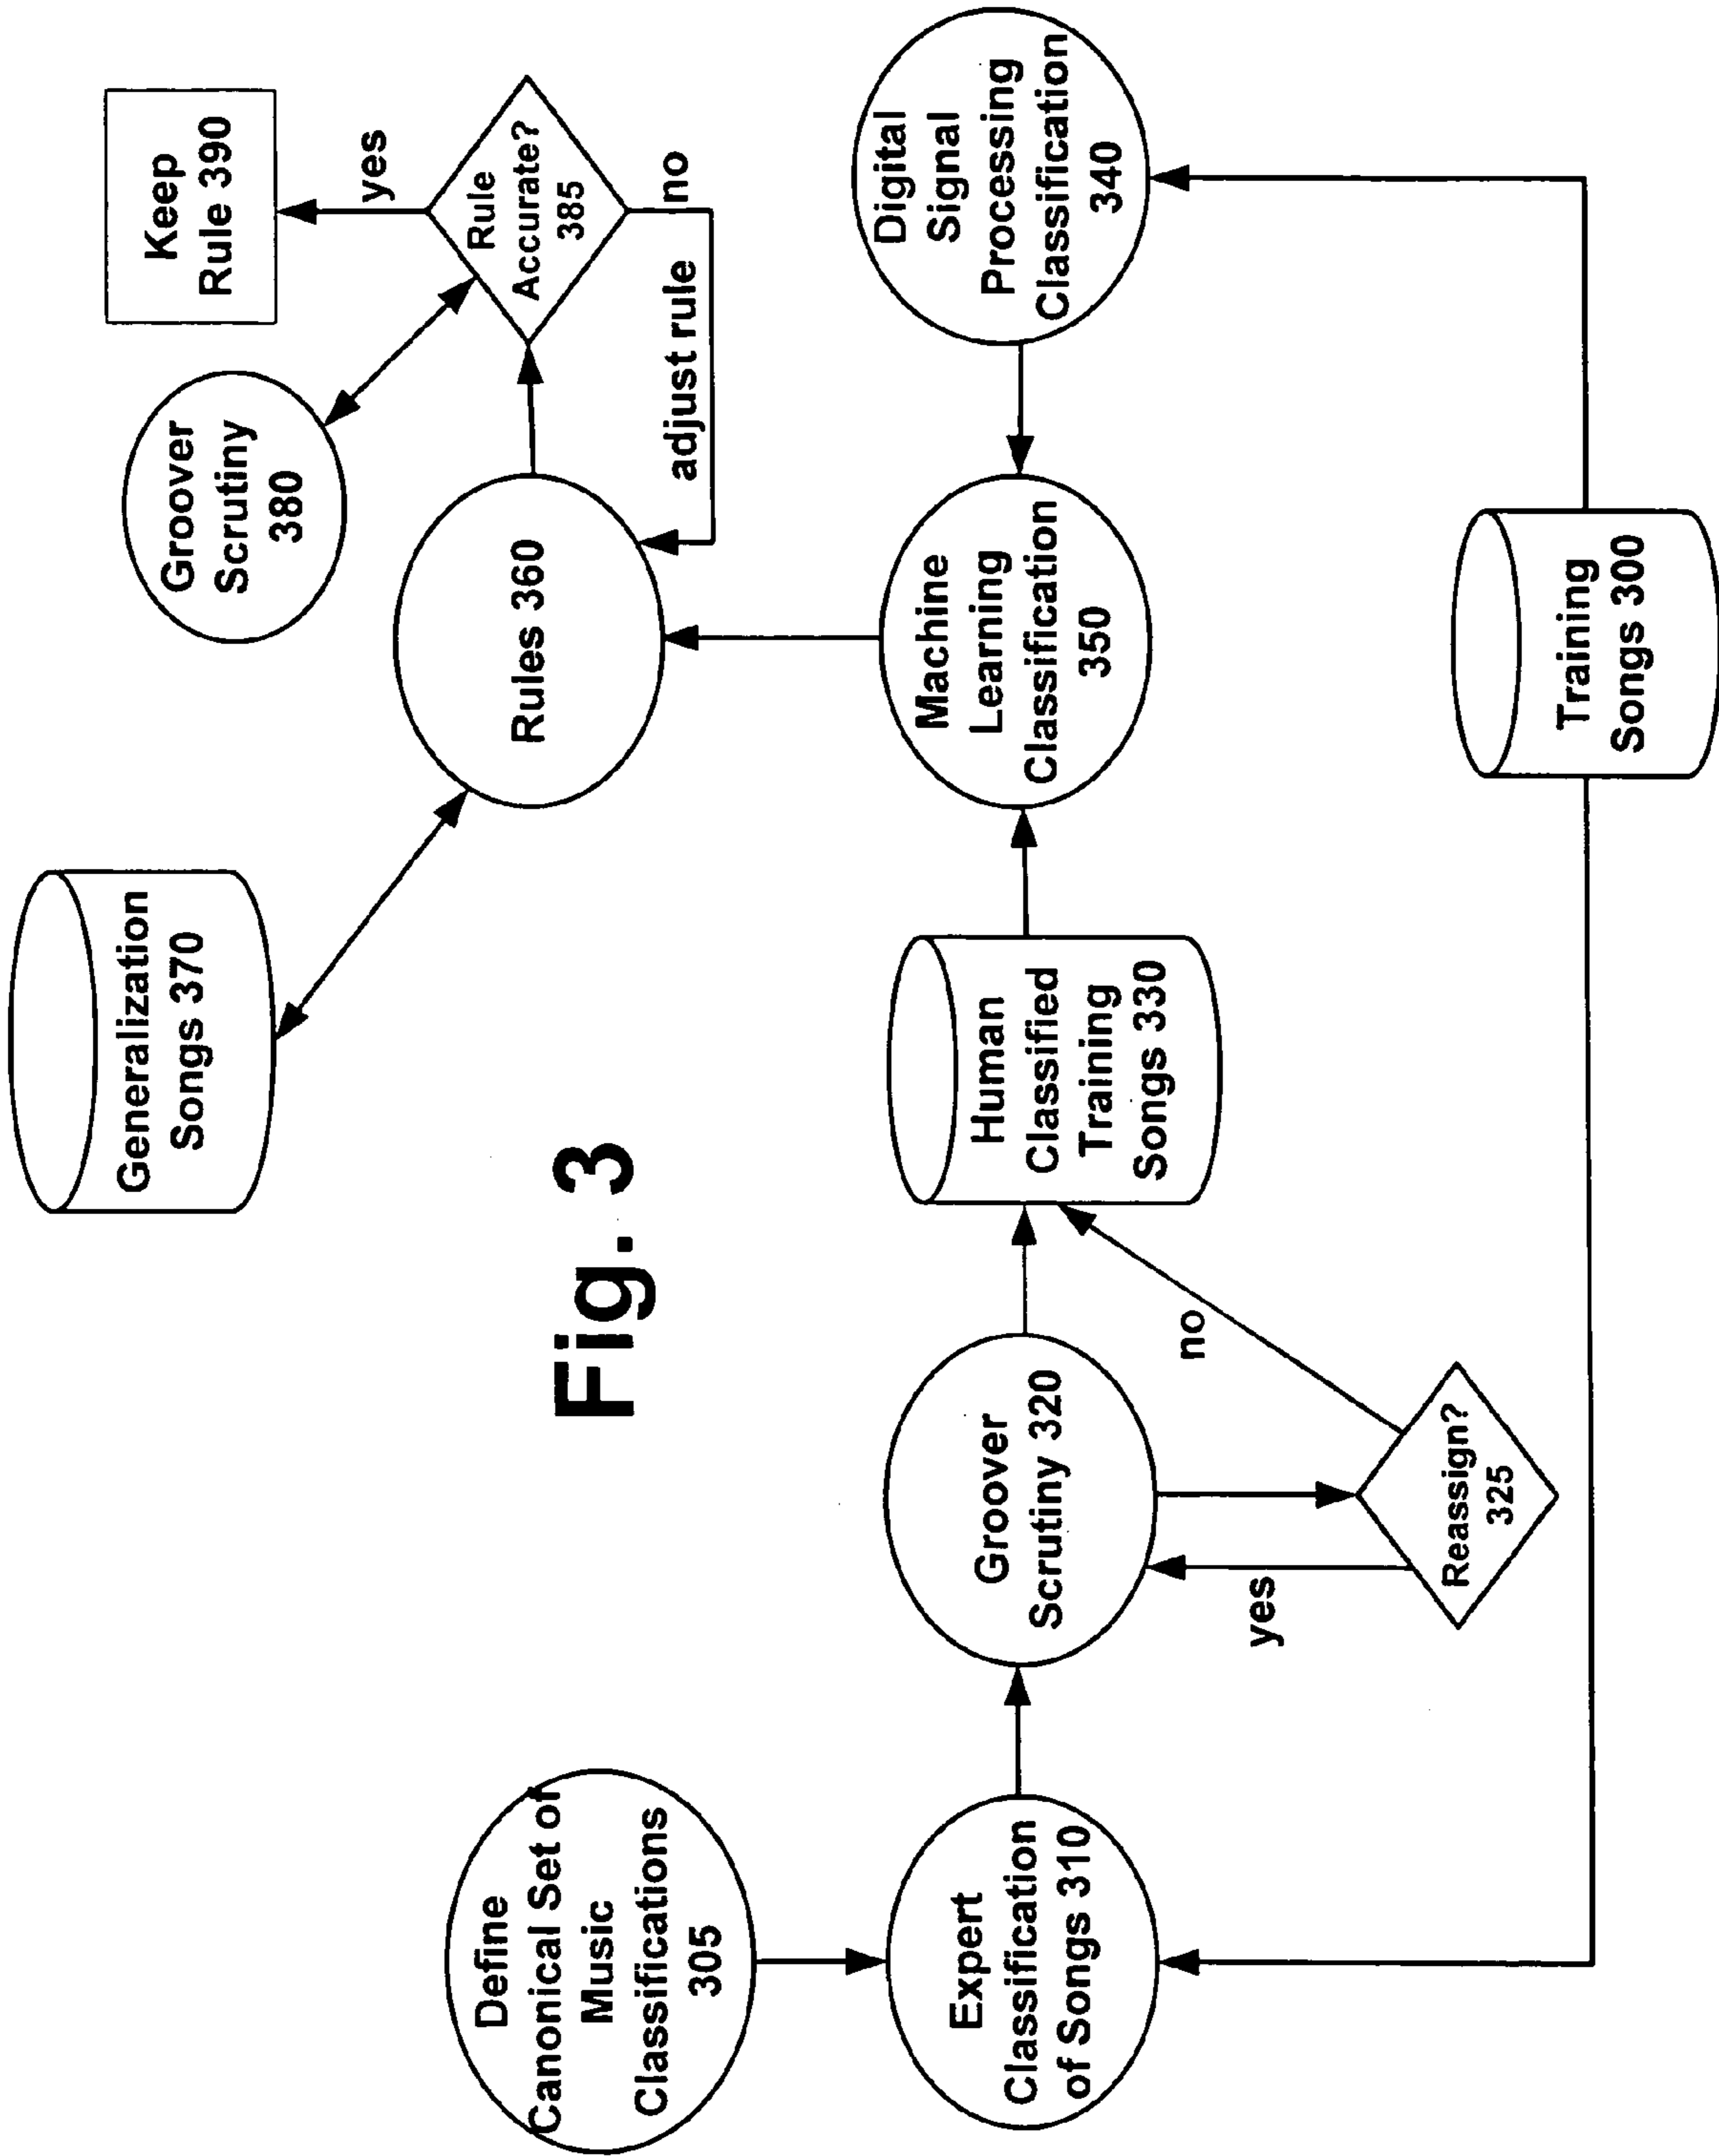 Generalization
Songs 370
Groover
Scrutiny
380
Keep
Rule 390
yes
Rules 360
Rule
Accurate?
385
no
adjust rule
Fig. 3
Define
Canonical Set of
Music
Classifications
305
Expert
Classification
of Songs 310
Groover
Scrutiny 320
Human
Classified
Training
Songs 330
Machine
Learning
Classification
350
Digital
Signal
Processing
Classification
340
yes
no
Reassign?
325
Training
Songs 300